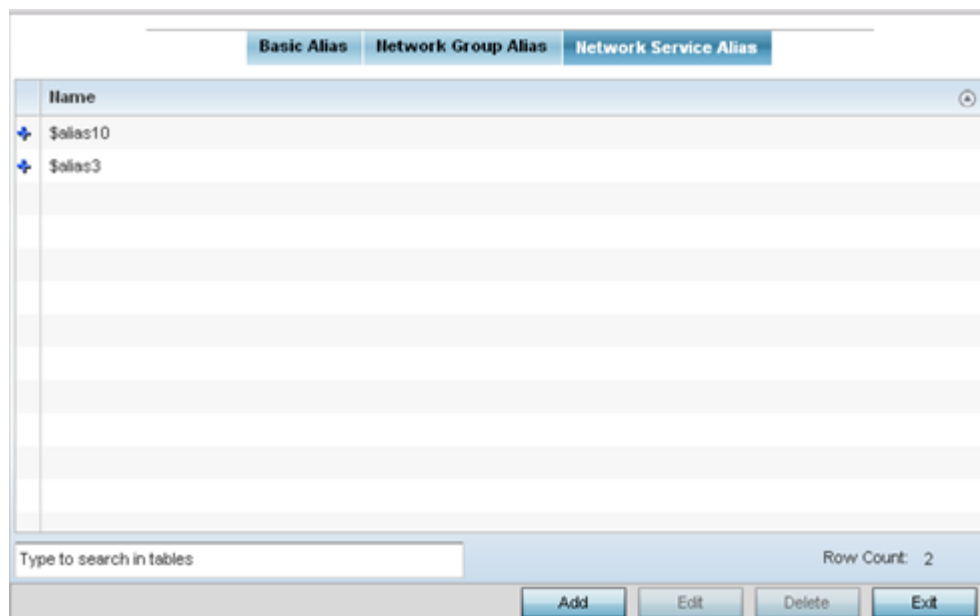 Basic Alias Network Group Alias Network Service Alias
Name
$alias10
$alias3
Type to search in tables Row Count: 2
Add Edit Delete Exit